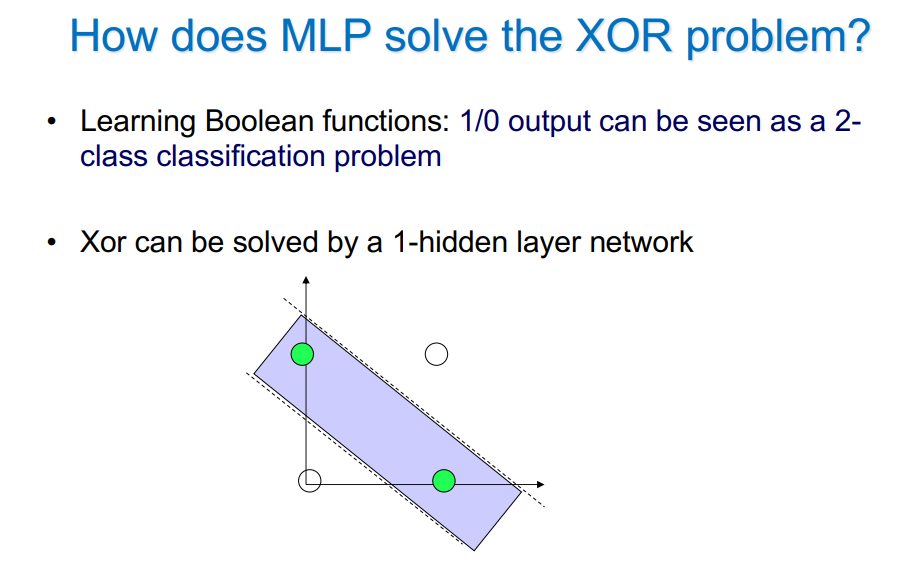 How does MLP solve the XOR problem?
• Learning Boolean functions: 1/0 output can be seen as a 2-
class classification problem
• Xor can be solved by a 1-hidden layer network